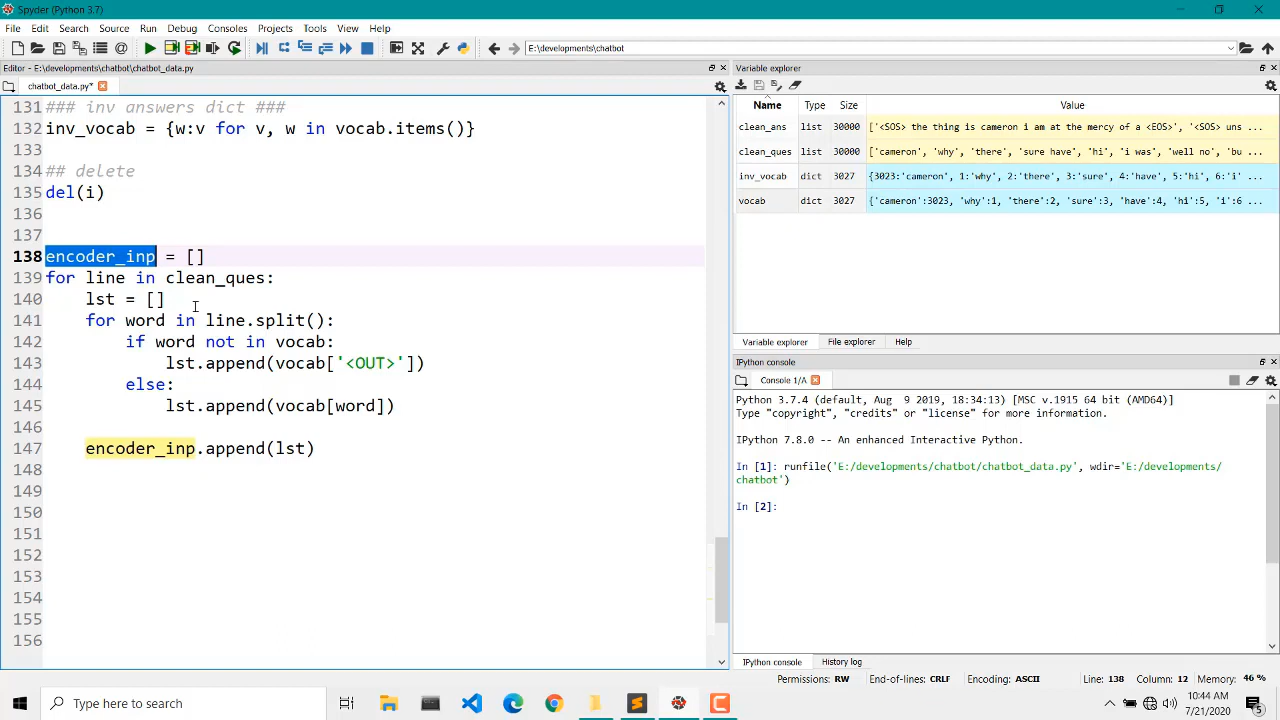 Spyder (Python 3.7)
File Edit Search Source Run Debug Consoles Projects Tools View Help
E:\developments\chatbot
Editor - E:\developments\chatbot\chatbot_data.py
chatbot_data.py*
131 ### inv answers dict ###
132 inv_vocab = {w:v for v, w in vocab.items()}
133
134 ## delete
135 del(i)
136
137
138 encoder_inp = []
139 for line in clean_ques:
140 lst = []
141 for word in line.split():
142 if word not in vocab:
143 lst.append(vocab['<OUT>'])
144 else:
145 lst.append(vocab[word])
146
147 encoder_inp.append(lst)
148
149
150
151
152
153
154
155
156
Variable explorer
Name Type Size Value
clean_ans list 30000 ['<SOS> the thing is cameron i am at the mercy of a <EOS>', '<SOS> uns ...
clean_ques list 30000 ['cameron', 'why', 'there', 'sure have', 'hi', 'i was', 'well no', 'bu ...
inv_vocab dict 3027 {3023:'cameron', 1:'why', 2:'there', 3:'sure', 4:'have', 5:'hi', 6:'i' ...
vocab dict 3027 {'cameron':3023, 'why':1, 'there':2, 'sure':3, 'have':4, 'hi':5, 'i':6 ...
Variable explorer File explorer Help
IPython console
Console 1/A
Python 3.7.4 (default, Aug 9 2019, 18:34:13) [MSC v.1915 64 bit (AMD64)]
Type "copyright", "credits" or "license" for more information.
IPython 7.8.0 -- An enhanced Interactive Python.
In [1]: runfile('E:/developments/chatbot/chatbot_data.py', wdir='E:/developments/
chatbot')
In [2]:
IPython console History log
Permissions: RW End-of-lines: CRLF Encoding: ASCII Line: 138 Column: 12 Memory: 46 %
Type here to search
10:44 AM
7/21/2020
5